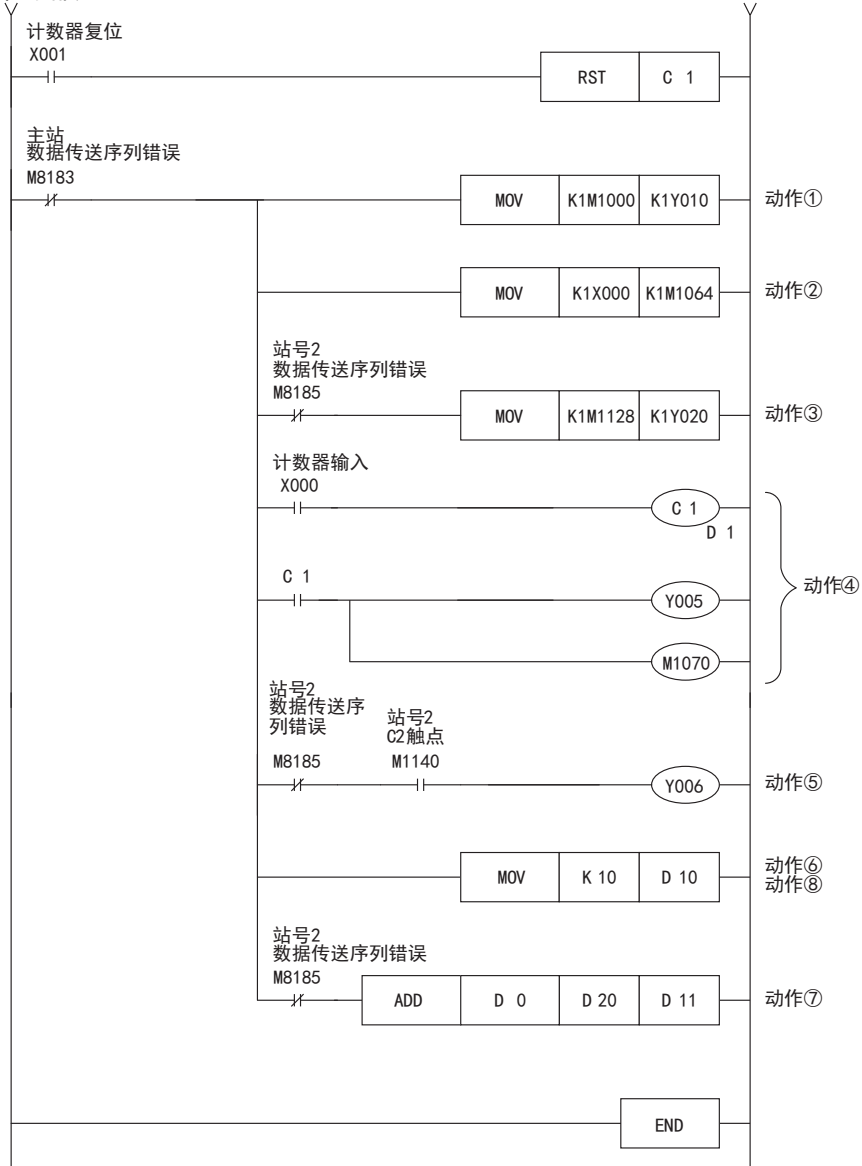 计数器复位
X001
RST C 1
主站
数据传送序列错误
M8183
MOV K1M1000 K1Y010 动作①
MOV K1X000 K1M1064 动作②
站号2
数据传送序列错误
M8185
MOV K1M1128 K1Y020 动作③
计数器输入
X000
C 1
D 1
C 1
Y005
动作④
M1070
站号2
数据传送序
列错误
M8185
站号2
C2触点
M1140
Y006 动作⑤
MOV K 10 D 10 动作⑥
动作⑧
站号2
数据传送序列错误
M8185
ADD D 0 D 20 D 11 动作⑦
END